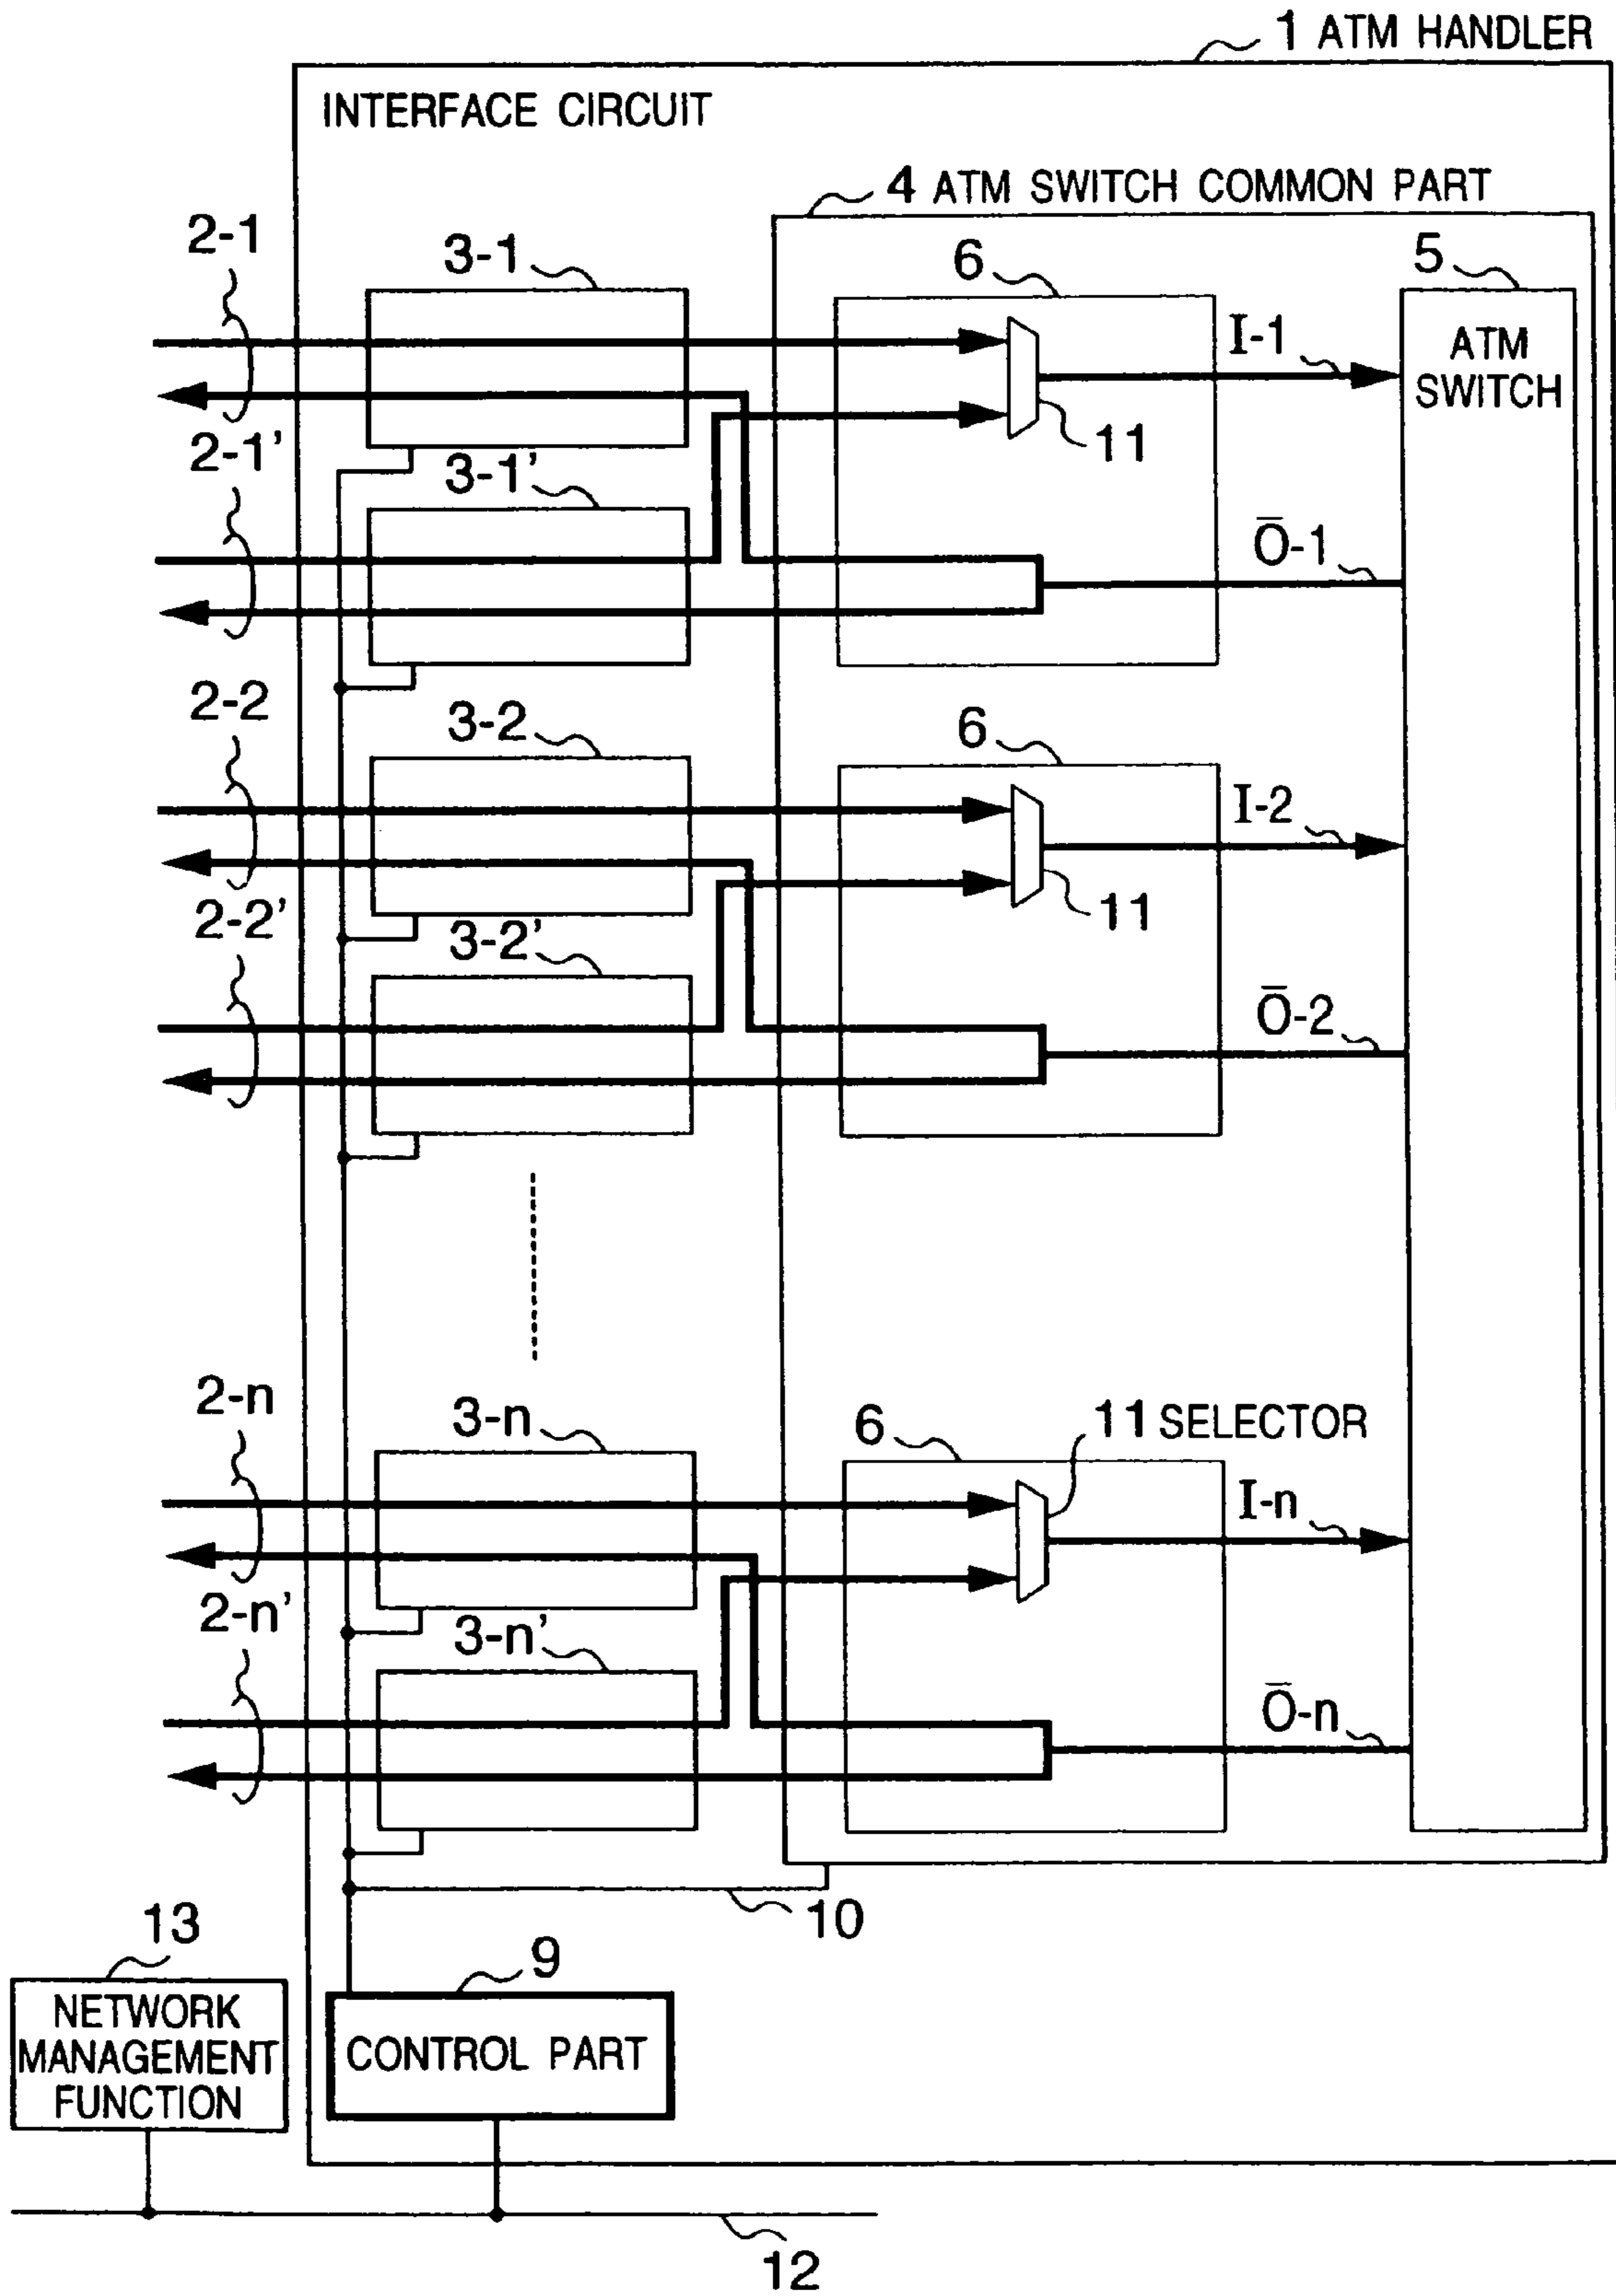 1 ATM HANDLER
INTERFACE CIRCUIT
4 ATM SWITCH COMMON PART
2-1
3-1
6
5
I-1
ATM
SWITCH
11
2-1’
3-1’
O̅-1
2-2
3-2
6
I-2
11
2-2’
3-2’
O̅-2
2-n
3-n
6
11 SELECTOR
I-n
2-n’
3-n’
O̅-n
10
13
9
NETWORK
MANAGEMENT
FUNCTION
CONTROL PART
12